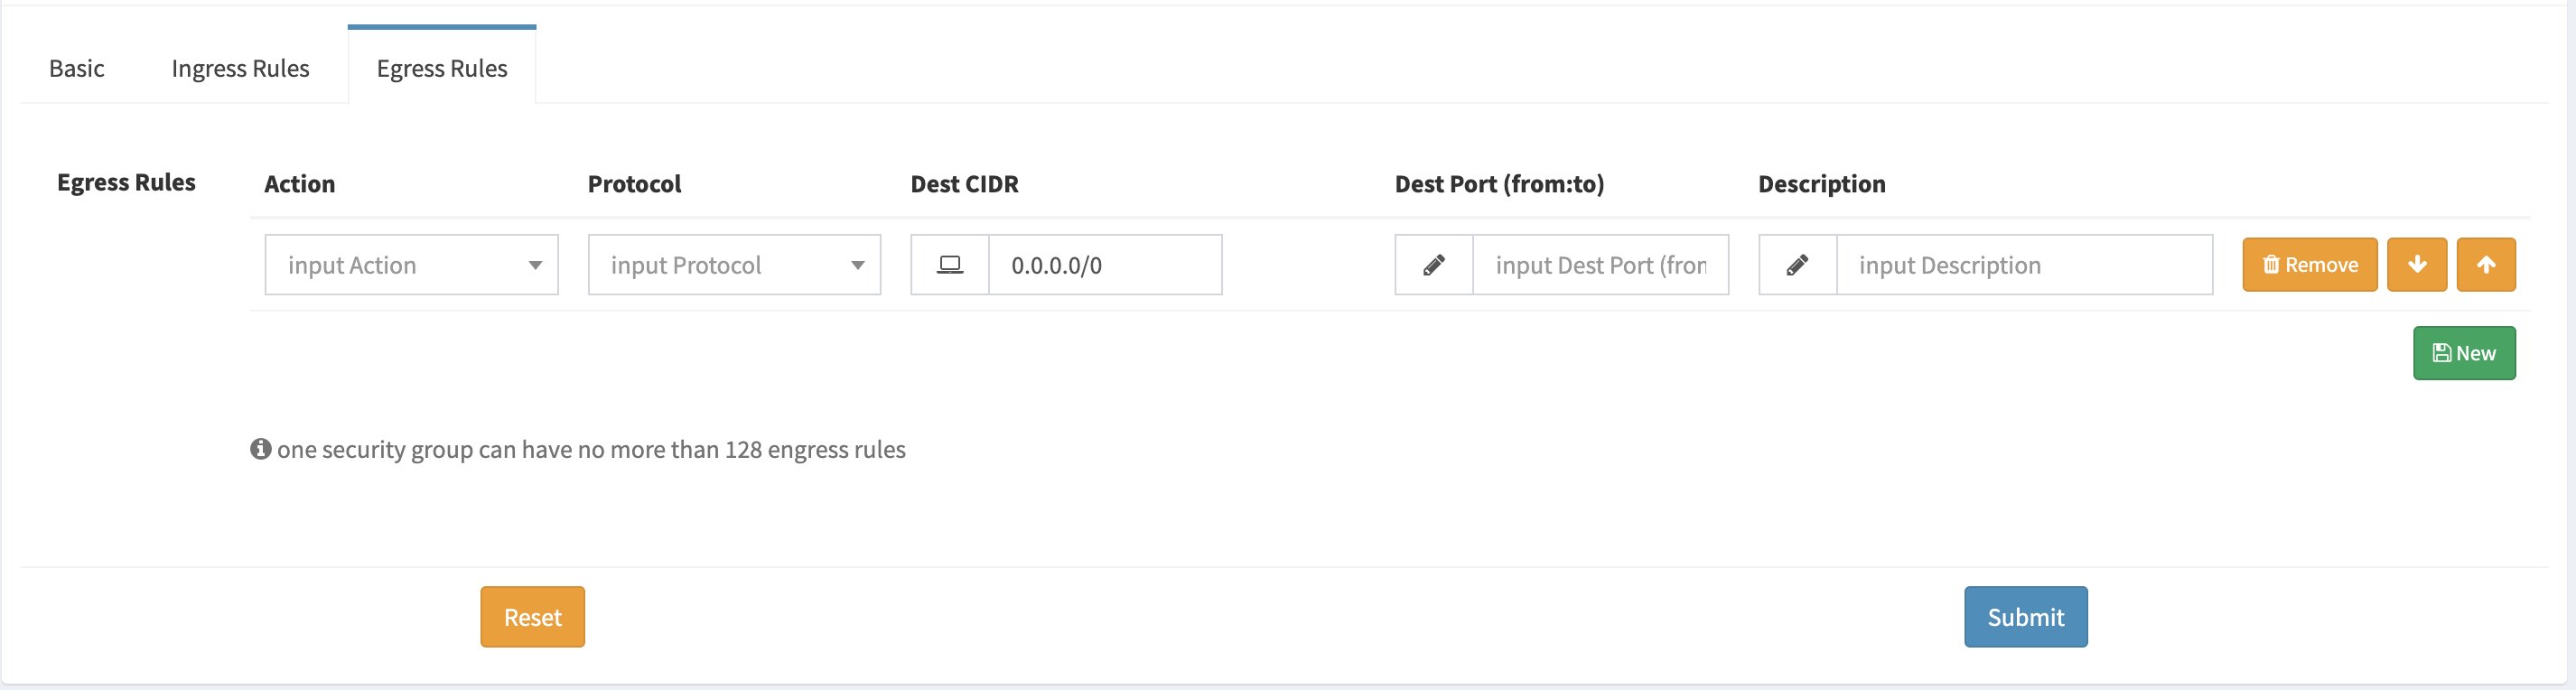 Basic Ingress Rules Egress Rules
Egress Rules Action Protocol Dest CIDR Dest Port (from:to) Description
input Action input Protocol 0.0.0.0/0 input Dest Port (fron input Description Remove
New
one security group can have no more than 128 engress rules
Reset Submit